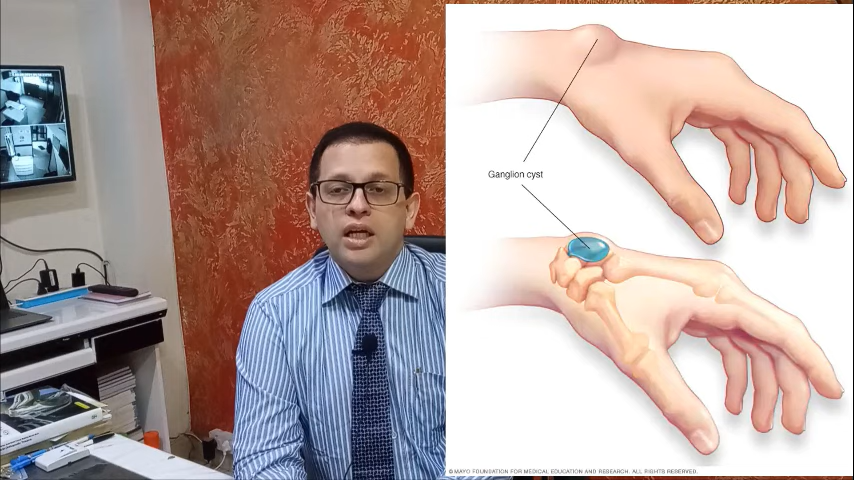 Ganglion cyst
© MAYO FOUNDATION FOR MEDICAL EDUCATION AND RESEARCH. ALL RIGHTS RESERVED.